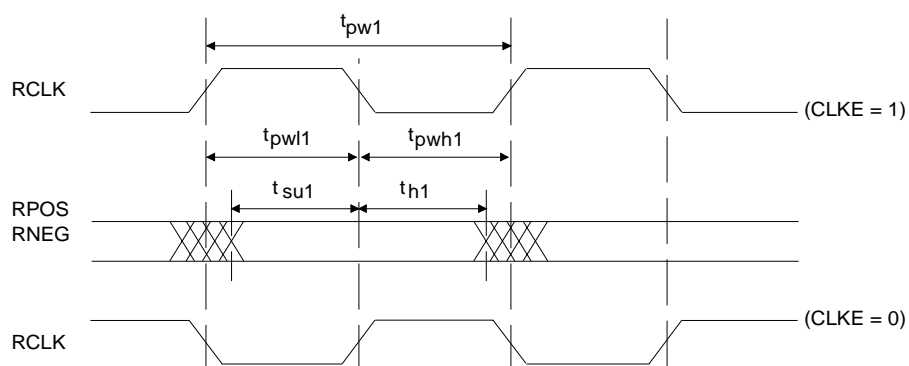 tpw1
RCLK
(CLKE = 1)
tpwl1 tpwh1
tsu1 th1
RPOS
RNEG
(CLKE = 0)
RCLK